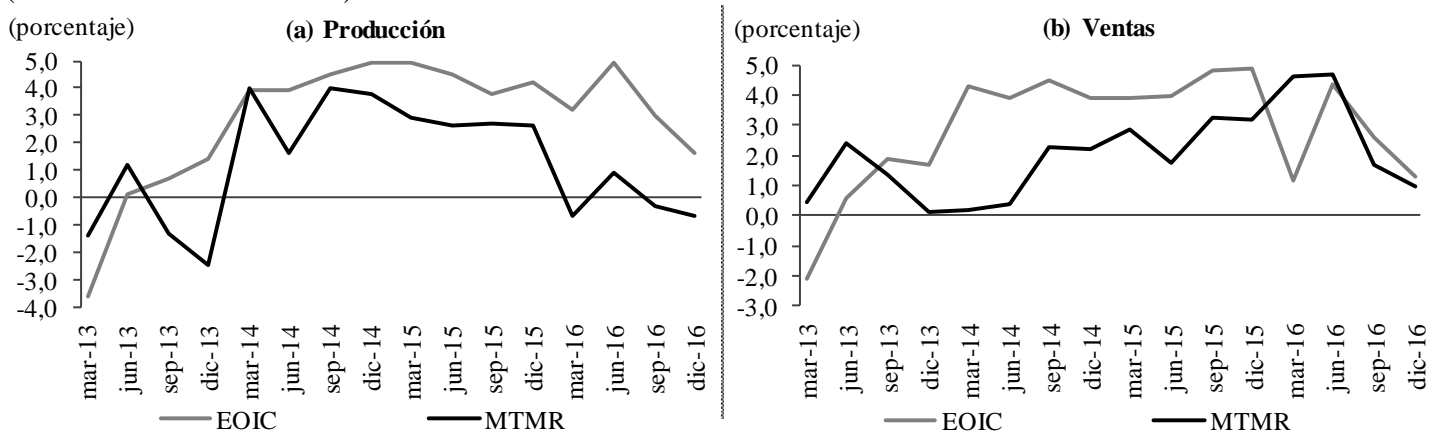 (porcentaje)
(a) Producción
5,0
4,0
3,0
2,0
1,0
0,0
-1,0
-2,0
-3,0
-4,0
mar-13
jun-13
sep-13
dic-13
mar-14
jun-14
sep-14
dic-14
mar-15
jun-15
sep-15
dic-15
mar-16
jun-16
sep-16
dic-16
EOIC
MTMR
(porcentaje)
(b) Ventas
5,0
4,0
3,0
2,0
1,0
0,0
-1,0
-2,0
-3,0
mar-13
jun-13
sep-13
dic-13
mar-14
jun-14
sep-14
dic-14
mar-15
jun-15
sep-15
dic-15
mar-16
jun-16
sep-16
dic-16
EOIC
MTMR